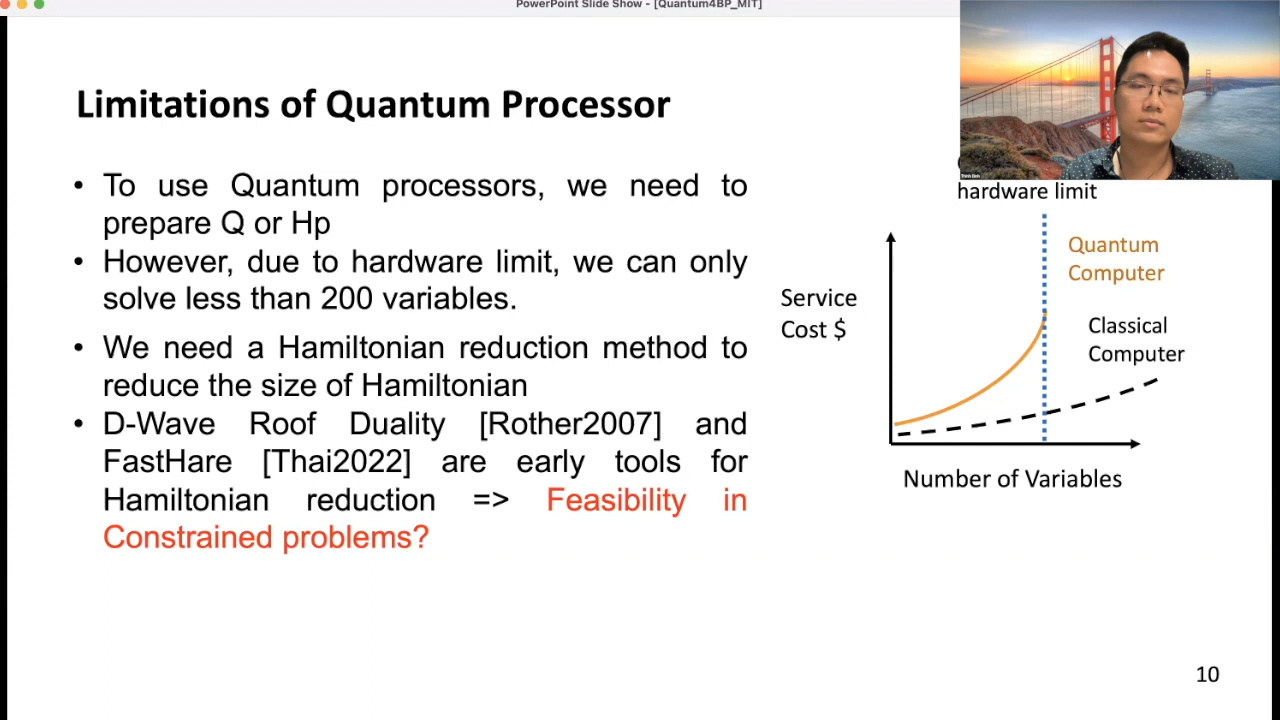 PowerPoint Slide Show - [Quantum4BP_MIT]
Limitations of Quantum Processor
• To use Quantum processors, we need to
prepare Q or Hp
• However, due to hardware limit, we can only
solve less than 200 variables.
• We need a Hamiltonian reduction method to
reduce the size of Hamiltonian
• D-Wave Roof Duality [Rother2007] and
FastHare [Thai2022] are early tools for
Hamiltonian reduction => Feasibility in
Constrained problems?
hardware limit
Quantum
Computer
Service
Cost $
Classical
Computer
Number of Variables
10